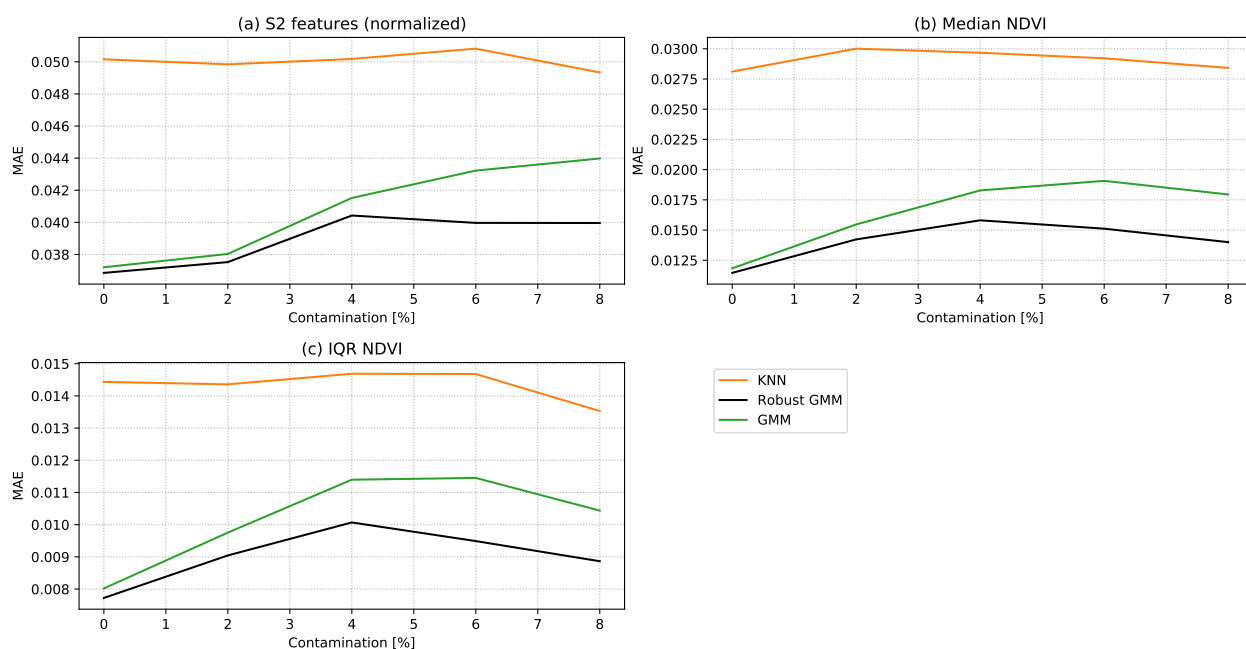 (a) S2 features (normalized)
0.050
0.048
0.046
0.044
0.042
0.040
0.038
MAE
0 1 2 3 4 5 6 7 8
Contamination [%]
(b) Median NDVI
0.0300
0.0275
0.0250
0.0225
0.0200
0.0175
0.0150
0.0125
MAE
0 1 2 3 4 5 6 7 8
Contamination [%]
(c) IQR NDVI
0.015
0.014
0.013
0.012
0.011
0.010
0.009
0.008
MAE
0 1 2 3 4 5 6 7 8
Contamination [%]
KNN
Robust GMM
GMM